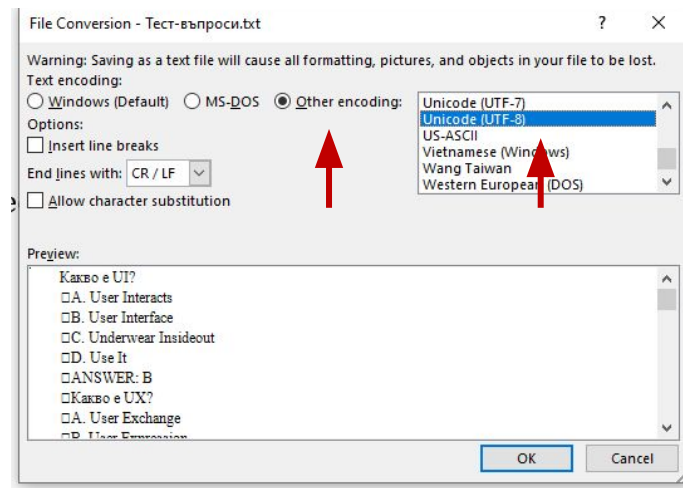 File Conversion - Тест-въпроси.txt
Warning: Saving as a text file will cause all formatting, pictures, and objects in your file to be lost.
Text encoding:
Windows (Default) MS-DOS Other encoding:
Unicode (UTF-7)
Unicode (UTF-8)
US-ASCII
Vietnamese (Windows)
Wang Taiwan
Western European (DOS)
Options:
Insert line breaks
End lines with: CR / LF
Allow character substitution
Preview:
Какво е UI?
A. User Interacts
B. User Interface
C. Underwear Insideout
D. Use It
ANSWER: B
Какво е UX?
A. User Exchange
B. User Expression
OK Cancel